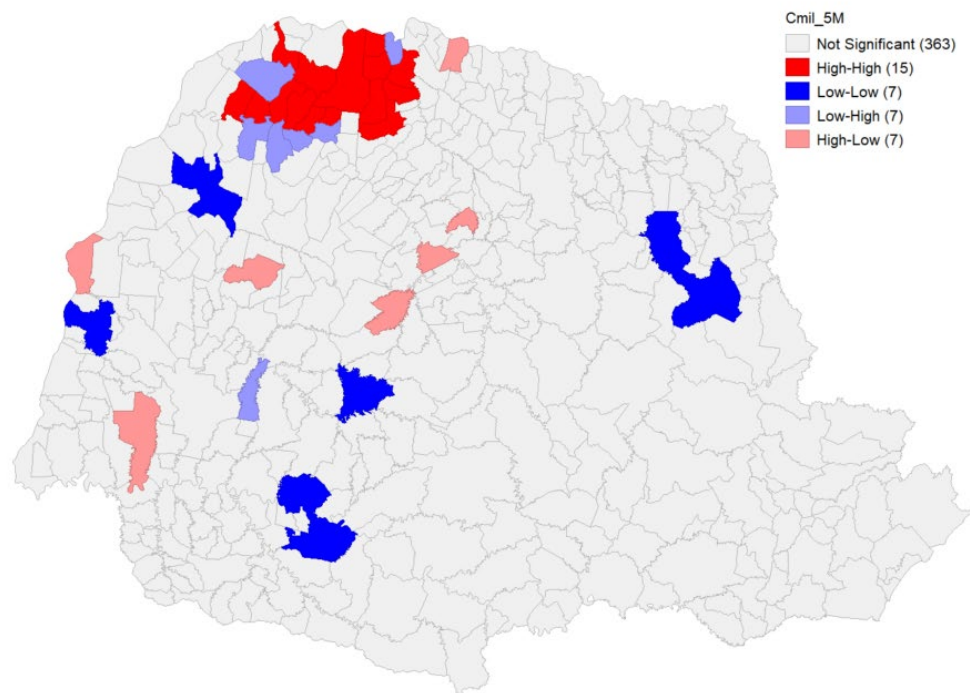 Cmil_5M
Not Significant (363)
High-High (15)
Low-Low (7)
Low-High (7)
High-Low (7)